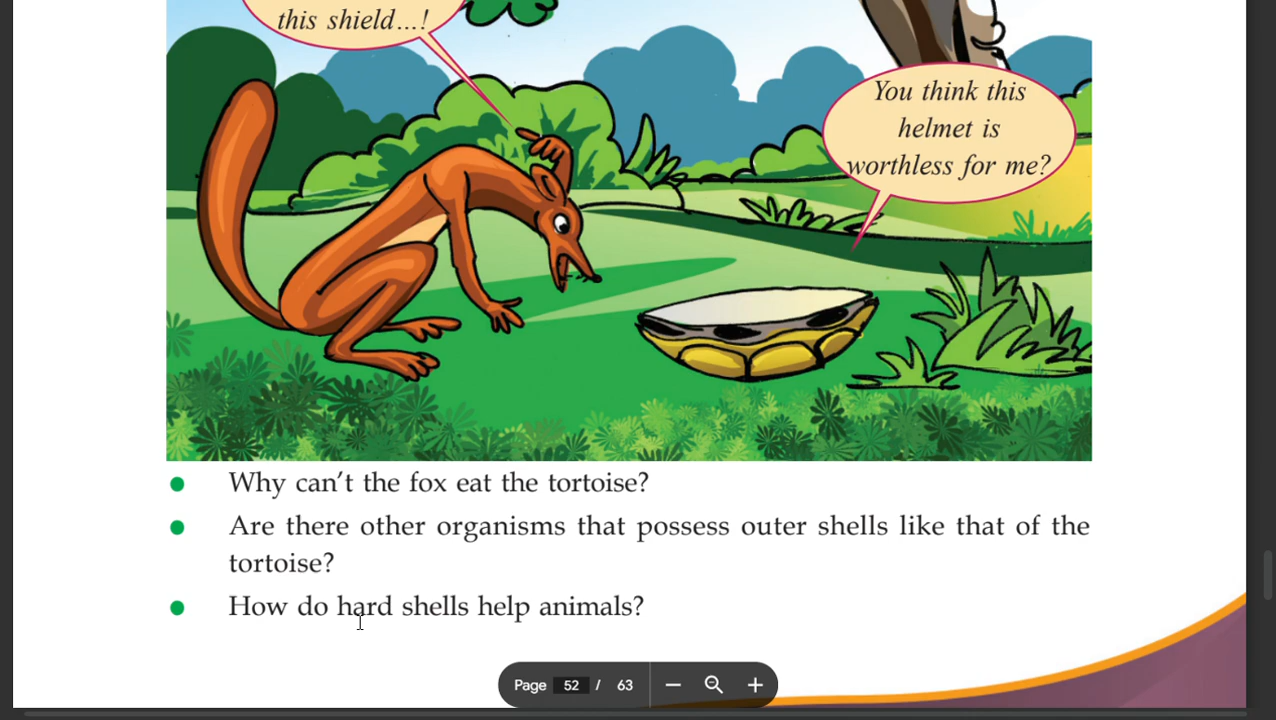 this shield...!
You think this
helmet is
worthless for me?
Why can't the fox eat the tortoise?
Are there other organisms that possess outer shells like that of the
tortoise?
How do hard shells help animals?
Page 52 / 63